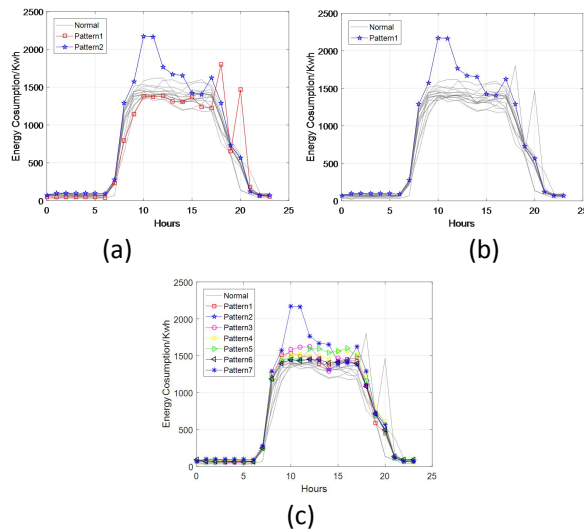 2500
2000
1500
1000
500
0
Energy Cosumption/Kwh
Normal
Pattern1
Pattern2
0 5 10 15 20 25
Hours
(a)
2500
2000
1500
1000
500
0
Energy Cosumption/Kwh
Normal
Pattern1
0 5 10 15 20 25
Hours
(b)
2500
2000
1500
1000
500
0
Energy Cosumption/Kwh
Normal
Pattern1
Pattern2
Pattern3
Pattern4
Pattern5
Pattern6
Pattern7
0 5 10 15 20 25
Hours
(c)